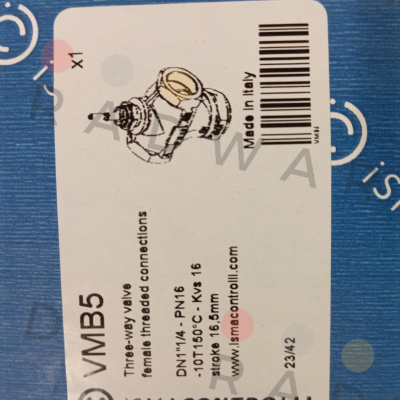 x1
Made in Italy
VMB5
VMB5
Three-way valve
female threaded connections
DN1"1/4 - PN16
-10T150°C - Kvs 16
stroke 16,5mm
www.ismacontrolli.com
23/42